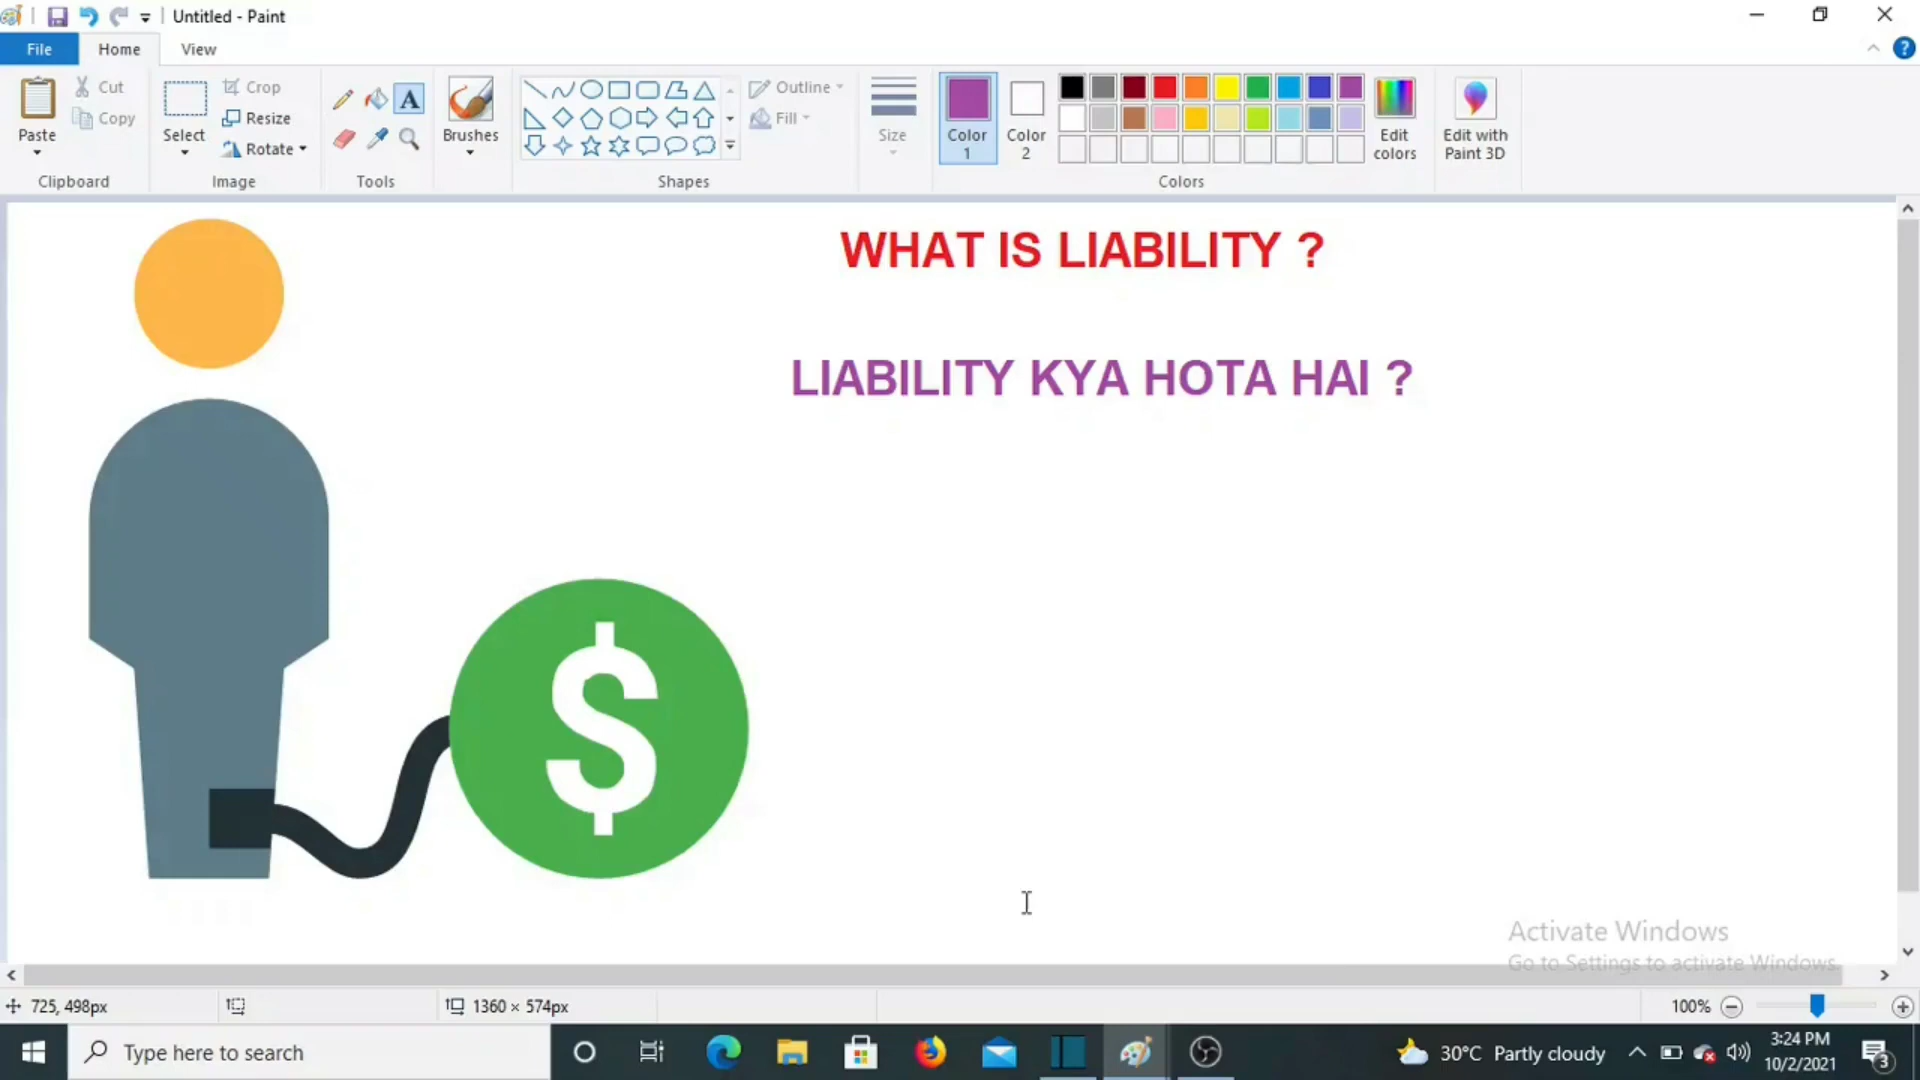 Untitled - Paint
File Home View
Paste Cut Copy Clipboard
Select Crop Resize Rotate Image
A Tools
Brushes
Shapes Outline Fill
Size
Color 1 Color 2 Colors
Edit colors
Edit with Paint 3D
?
WHAT IS LIABILITY ?
LIABILITY KYA HOTA HAI ?
$
Activate Windows
Go to Settings to activate Windows.
725, 498px 1360 × 574px 100%
Type here to search 30°C Partly cloudy 3:24 PM 10/2/2021 3